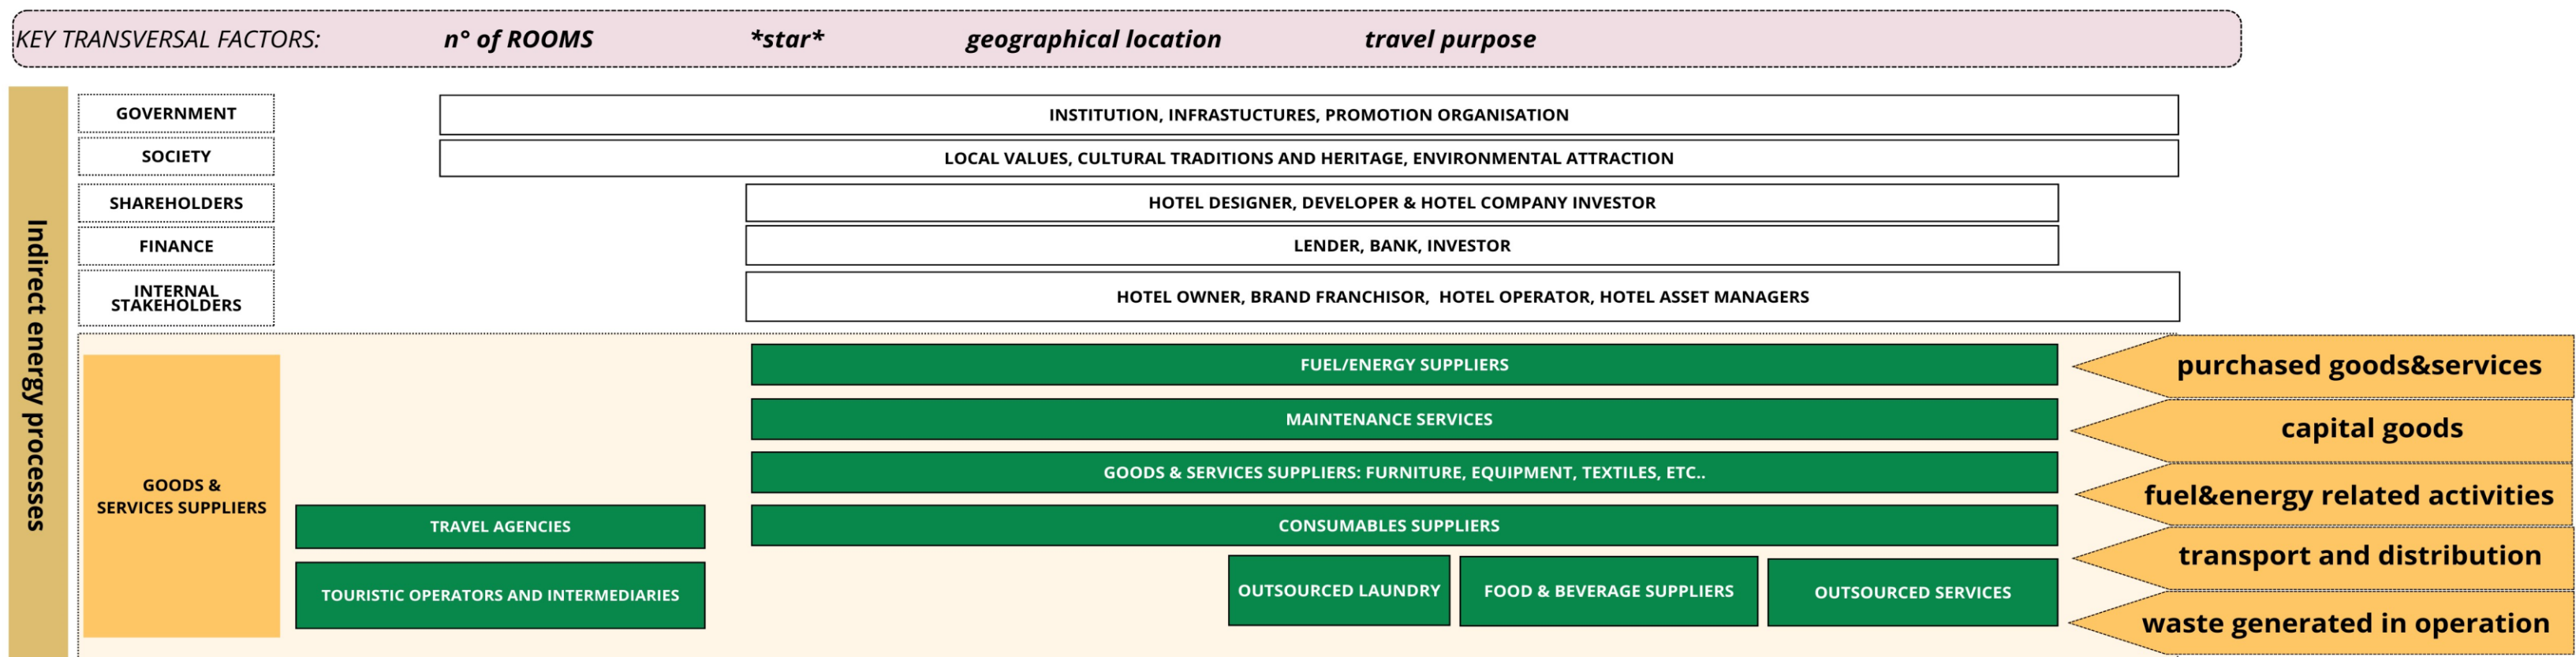 KEY TRANSVERSAL FACTORS: n° of ROOMS *star* geographical location travel purpose
Indirect energy processes
GOVERNMENT
INSTITUTION, INFRASTUCTURES, PROMOTION ORGANISATION
SOCIETY
LOCAL VALUES, CULTURAL TRADITIONS AND HERITAGE, ENVIRONMENTAL ATTRACTION
SHAREHOLDERS
HOTEL DESIGNER, DEVELOPER & HOTEL COMPANY INVESTOR
FINANCE
LENDER, BANK, INVESTOR
INTERNAL
STAKEHOLDERS
HOTEL OWNER, BRAND FRANCHISOR, HOTEL OPERATOR, HOTEL ASSET MANAGERS
GOODS &
SERVICES SUPPLIERS
FUEL/ENERGY SUPPLIERS
MAINTENANCE SERVICES
GOODS & SERVICES SUPPLIERS: FURNITURE, EQUIPMENT, TEXTILES, ETC..
TRAVEL AGENCIES
CONSUMABLES SUPPLIERS
TOURISTIC OPERATORS AND INTERMEDIARIES
OUTSOURCED LAUNDRY
FOOD & BEVERAGE SUPPLIERS
OUTSOURCED SERVICES
purchased goods&services
capital goods
fuel&energy related activities
transport and distribution
waste generated in operation